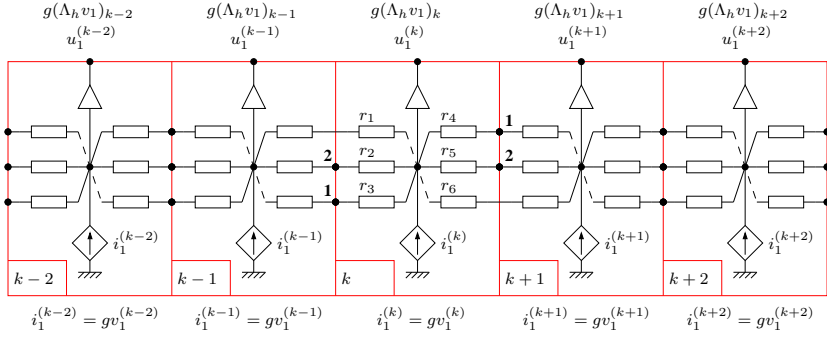 g(Λ_h v_1)_{k−2} g(Λ_h v_1)_{k−1} g(Λ_h v_1)_k g(Λ_h v_1)_{k+1} g(Λ_h v_1)_{k+2}
u_1^{(k−2)} u_1^{(k−1)} u_1^{(k)} u_1^{(k+1)} u_1^{(k+2)}
r_1 r_4 1
2 r_2 r_5 2
1 r_3 r_6
i_1^{(k−2)} i_1^{(k−1)} i_1^{(k)} i_1^{(k+1)} i_1^{(k+2)}
k − 2 k − 1 k k + 1 k + 2
i_1^{(k−2)} = gv_1^{(k−2)} i_1^{(k−1)} = gv_1^{(k−1)} i_1^{(k)} = gv_1^{(k)} i_1^{(k+1)} = gv_1^{(k+1)} i_1^{(k+2)} = gv_1^{(k+2)}